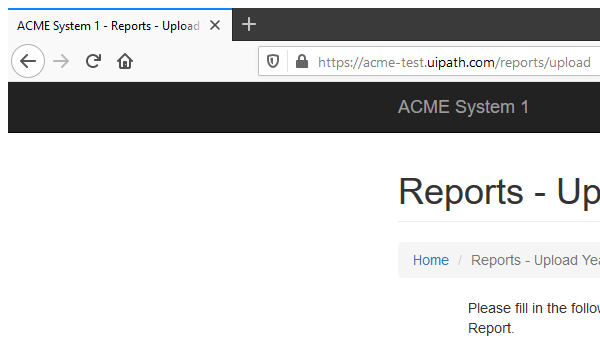 ACME System 1 - Reports - Upload
https://acme-test.uipath.com/reports/upload
ACME System 1
Reports - Up
Home / Reports - Upload Yea
Please fill in the follow
Report.